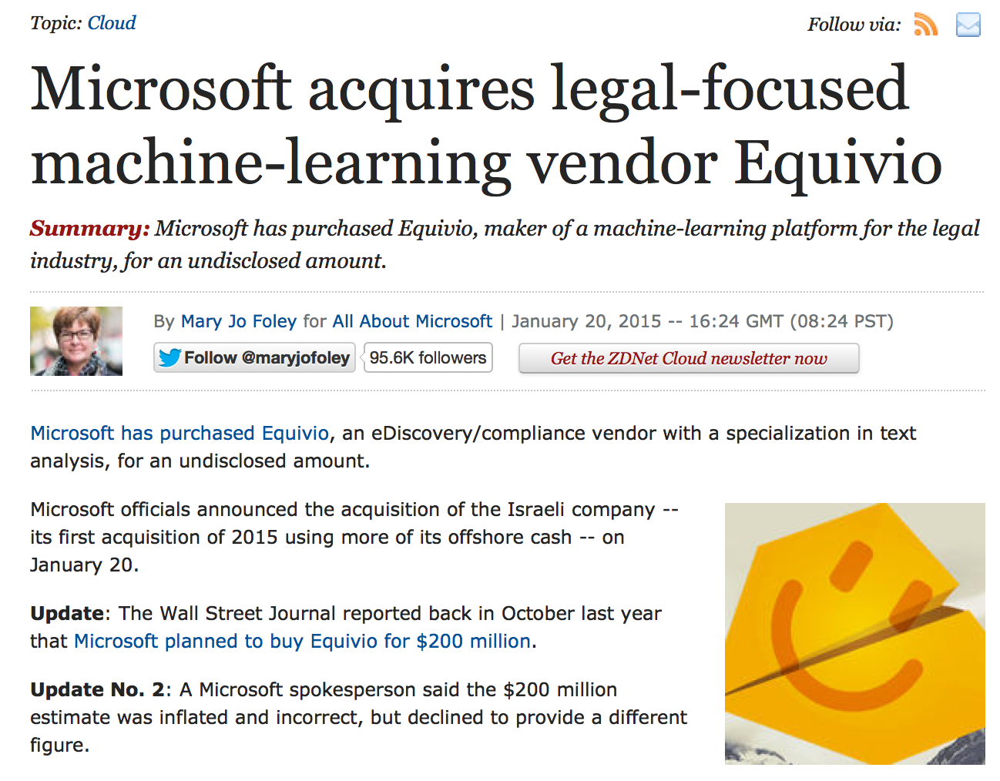 Topic: Cloud
Follow via:
Microsoft acquires legal-focused
machine-learning vendor Equivio
Summary: Microsoft has purchased Equivio, maker of a machine-learning platform for the legal
industry, for an undisclosed amount.
By Mary Jo Foley for All About Microsoft | January 20, 2015 -- 16:24 GMT (08:24 PST)
Follow @maryjofoley
95.6K followers
Get the ZDNet Cloud newsletter now
Microsoft has purchased Equivio, an eDiscovery/compliance vendor with a specialization in text
analysis, for an undisclosed amount.
Microsoft officials announced the acquisition of the Israeli company --
its first acquisition of 2015 using more of its offshore cash -- on
January 20.
Update: The Wall Street Journal reported back in October last year
that Microsoft planned to buy Equivio for $200 million.
Update No. 2: A Microsoft spokesperson said the $200 million
estimate was inflated and incorrect, but declined to provide a different
figure.